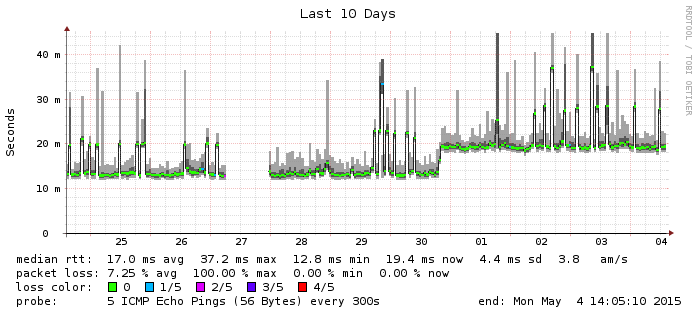 Last 10 Days
RRDTOOL / TOBI OETIKER
Seconds
40 m
30 m
20 m
10 m
0
25 26 27 28 29 30 01 02 03 04
median rtt: 17.0 ms avg 37.2 ms max 12.8 ms min 19.4 ms now 4.4 ms sd 3.8 am/s
packet loss: 7.25 % avg 100.00 % max 0.00 % min 0.00 % now
loss color: 0 1/5 2/5 3/5 4/5
probe: 5 ICMP Echo Pings (56 Bytes) every 300s end: Mon May 4 14:05:10 2015